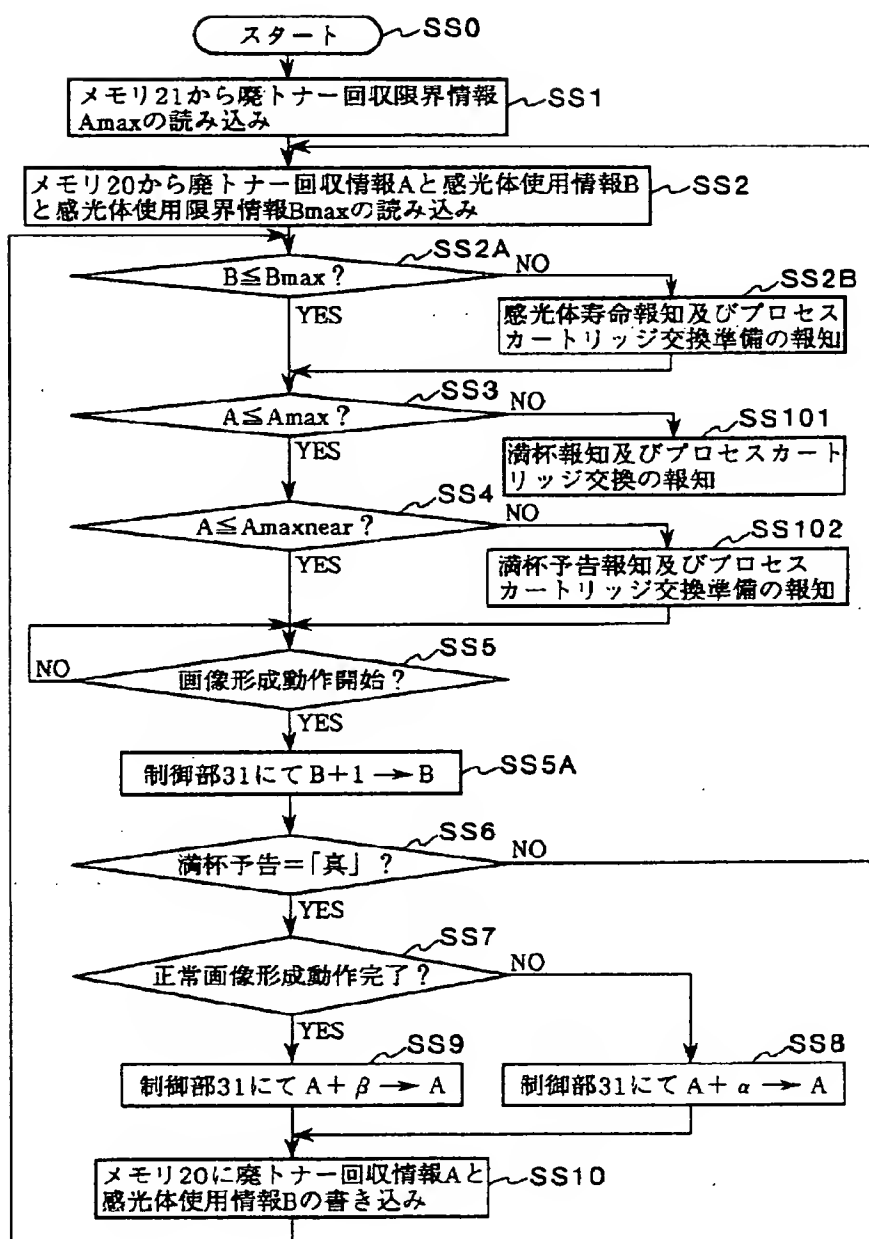 スタート
SS0
メモリ21から廃トナー回収限界情報
Amaxの読み込み
SS1
メモリ20から廃トナー回収情報Aと感光体使用情報B
と感光体使用限界情報Bmaxの読み込み
SS2
SS2A
B≦Bmax?
NO
YES
SS2B
感光体寿命報知及びプロセス
カートリッジ交換準備の報知
SS3
A≦Amax?
NO
YES
SS101
満杯報知及びプロセスカート
リッジ交換の報知
SS4
A≦Amaxnear?
NO
YES
SS102
満杯予告報知及びプロセス
カートリッジ交換準備の報知
SS5
NO
画像形成動作開始?
YES
制御部31にて B+1 → B
SS5A
SS6
満杯予告=「真」?
NO
YES
SS7
正常画像形成動作完了?
NO
YES
SS9
制御部31にて A+β → A
SS8
制御部31にて A+α → A
メモリ20に廃トナー回収情報Aと
感光体使用情報Bの書き込み
SS10